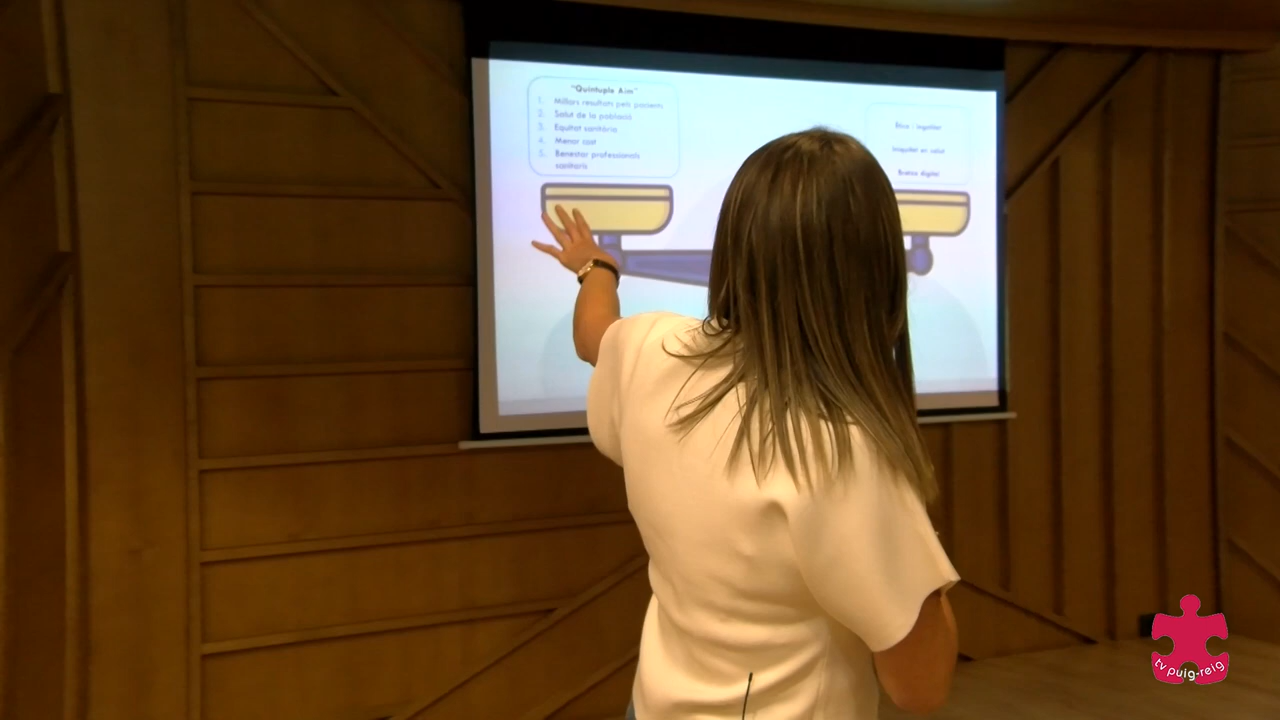 "Quintuple Aim"
1. Millors resultats pels pacients
2. Salut de la població
3. Equitat sanitària
4. Menor cost
5. Benestar professionals
sanitaris
Ètica - ingalitat
Inequitat en salut
Bretxa digital
tv puig-reig